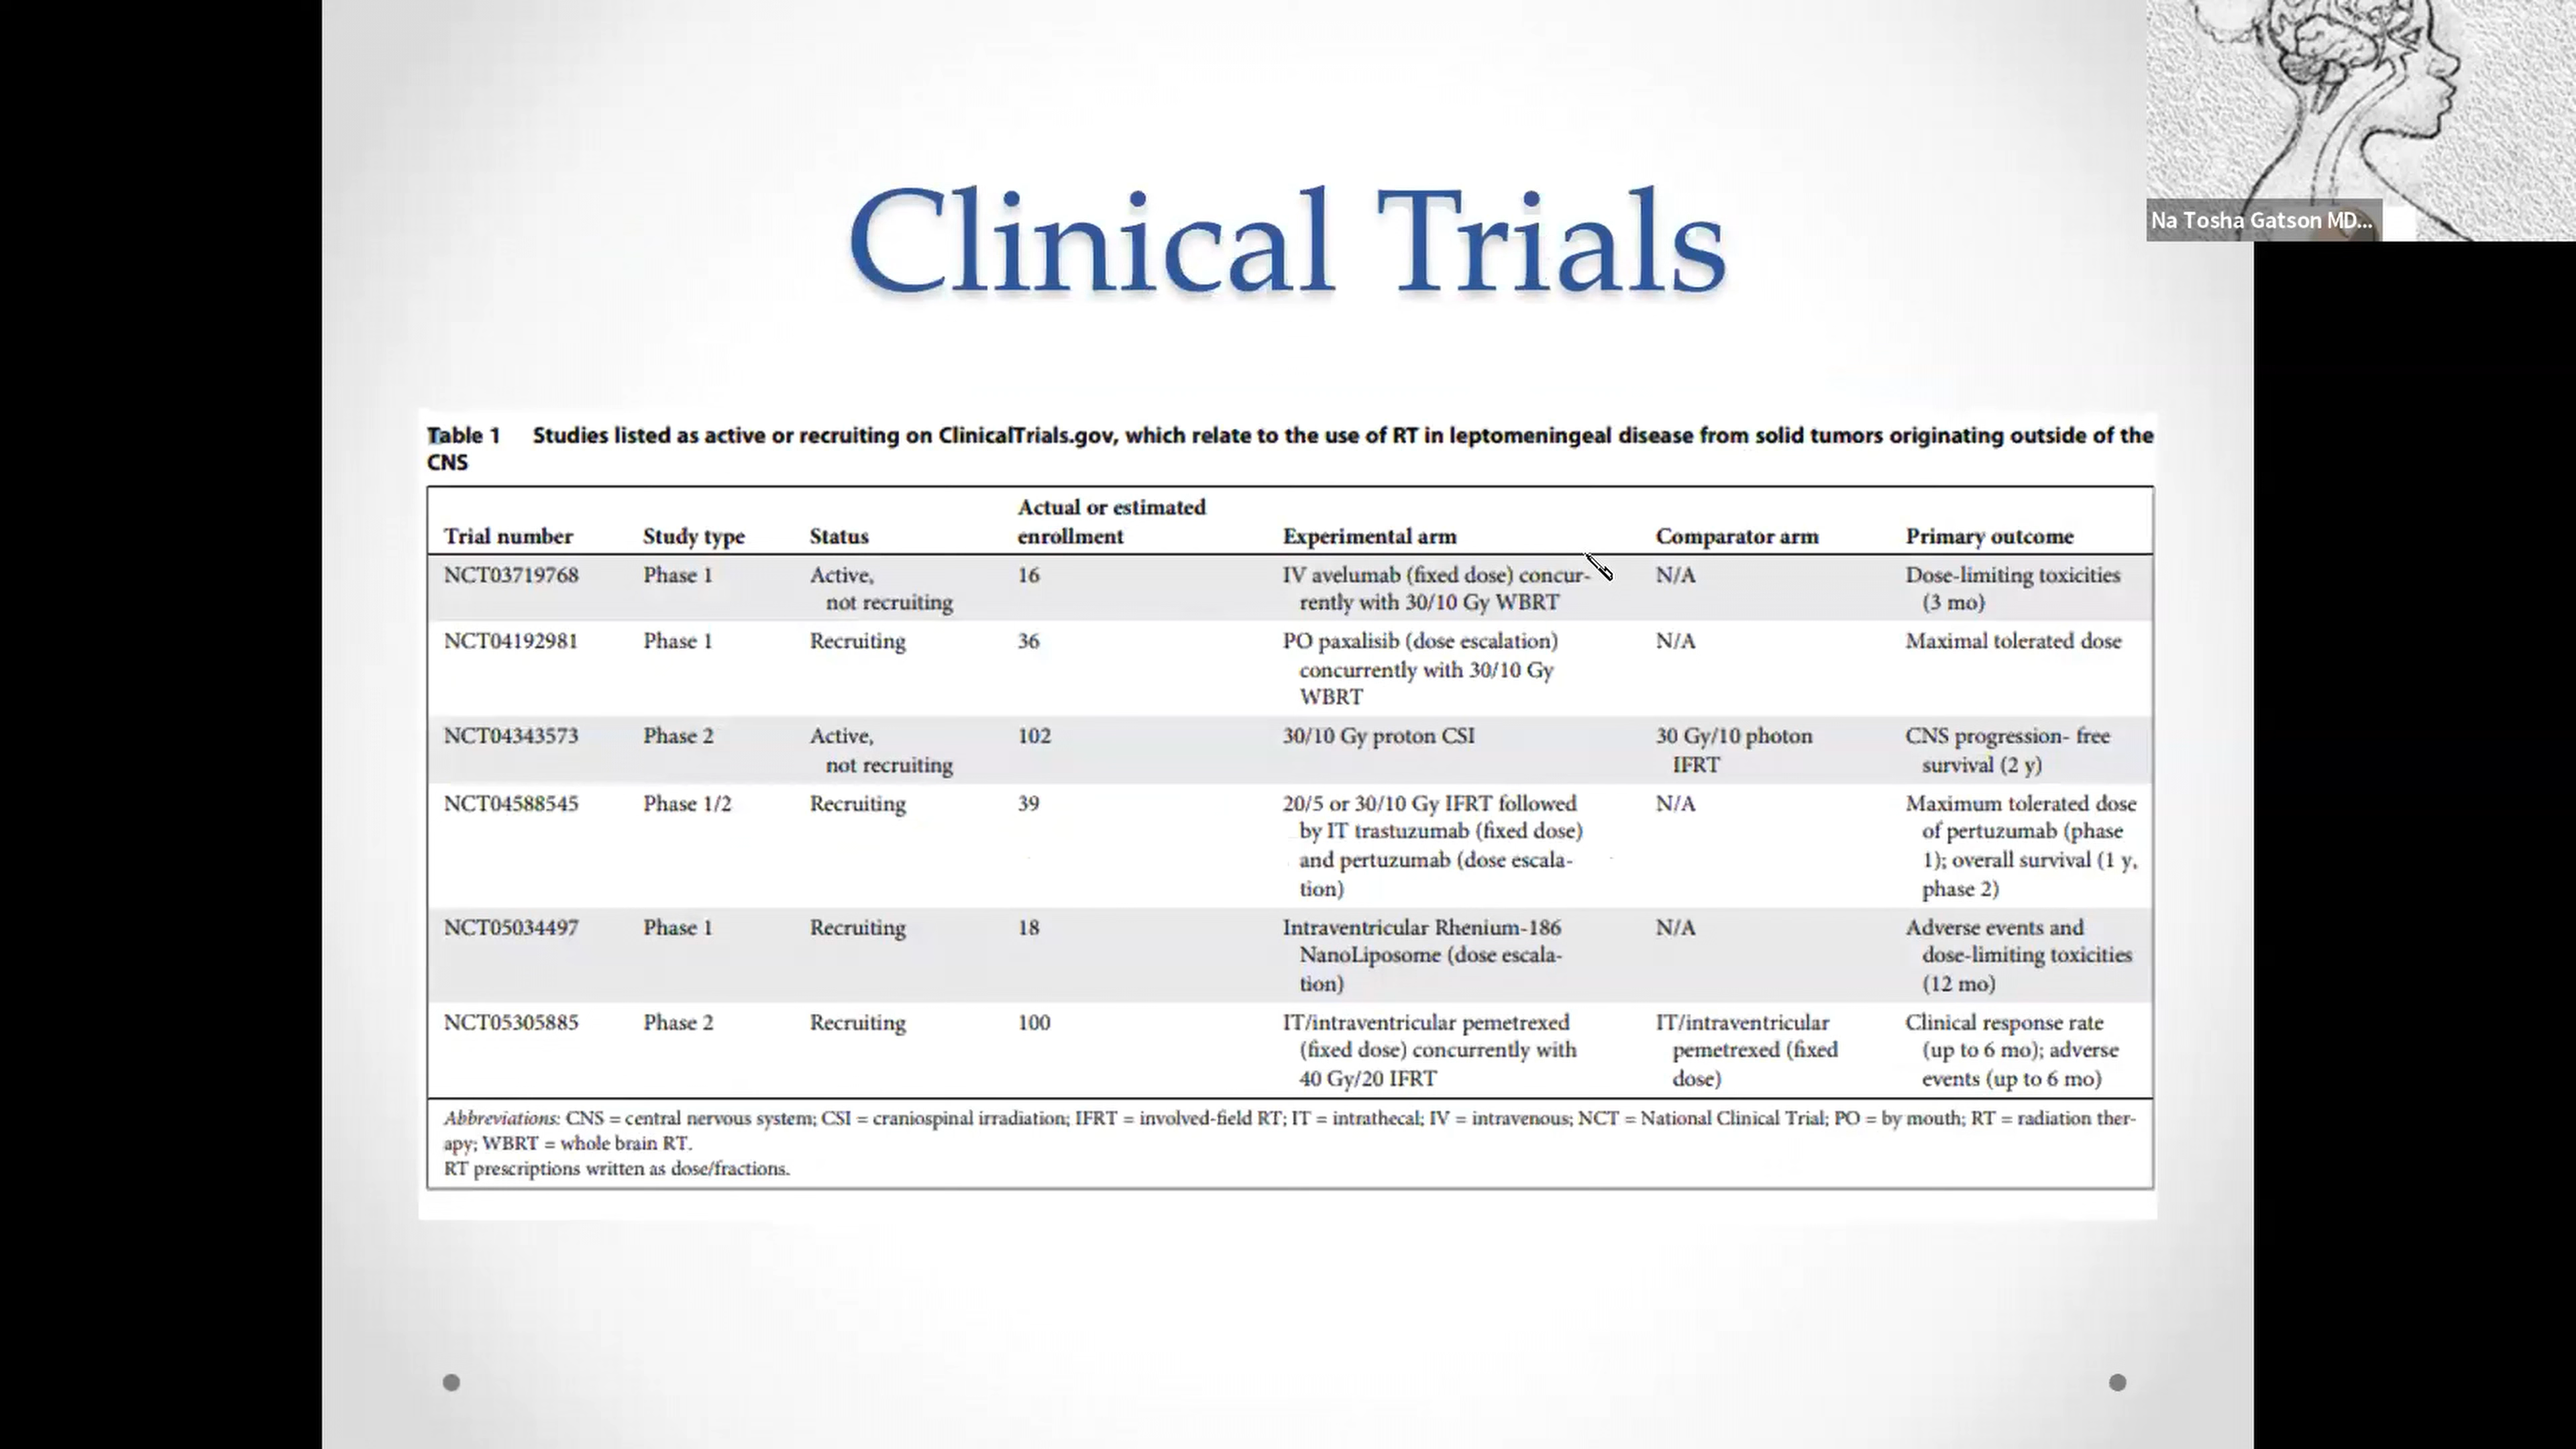 Na Tosha Gatson MD...
Clinical Trials
Table 1 Studies listed as active or recruiting on ClinicalTrials.gov, which relate to the use of RT in leptomeningeal disease from solid tumors originating outside of the
CNS
Trial number Study type Status Actual or estimated enrollment Experimental arm Comparator arm Primary outcome
NCT03719768 Phase 1 Active, 16 IV avelumab (fixed dose) concur- N/A Dose-limiting toxicities
not recruiting rently with 30/10 Gy WBRT (3 mo)
NCT04192981 Phase 1 Recruiting 36 PO paxalisib (dose escalation) N/A Maximal tolerated dose
concurrently with 30/10 Gy
WBRT
NCT04343573 Phase 2 Active, 102 30/10 Gy proton CSI 30 Gy/10 photon CNS progression- free
not recruiting IFRT survival (2 y)
NCT04588545 Phase 1/2 Recruiting 39 20/5 or 30/10 Gy IFRT followed N/A Maximum tolerated dose
by IT trastuzumab (fixed dose) of pertuzumab (phase
and pertuzumab (dose escala- 1); overall survival (1 y,
tion) phase 2)
NCT05034497 Phase 1 Recruiting 18 Intraventricular Rhenium-186 N/A Adverse events and
NanoLiposome (dose escala- dose-limiting toxicities
tion) (12 mo)
NCT05305885 Phase 2 Recruiting 100 IT/intraventricular pemetrexed IT/intraventricular Clinical response rate
(fixed dose) concurrently with pemetrexed (fixed (up to 6 mo); adverse
40 Gy/20 IFRT dose) events (up to 6 mo)
Abbreviations: CNS = central nervous system; CSI = craniospinal irradiation; IFRT = involved-field RT; IT = intrathecal; IV = intravenous; NCT = National Clinical Trial; PO = by mouth; RT = radiation ther-
apy; WBRT = whole brain RT.
RT prescriptions written as dose/fractions.